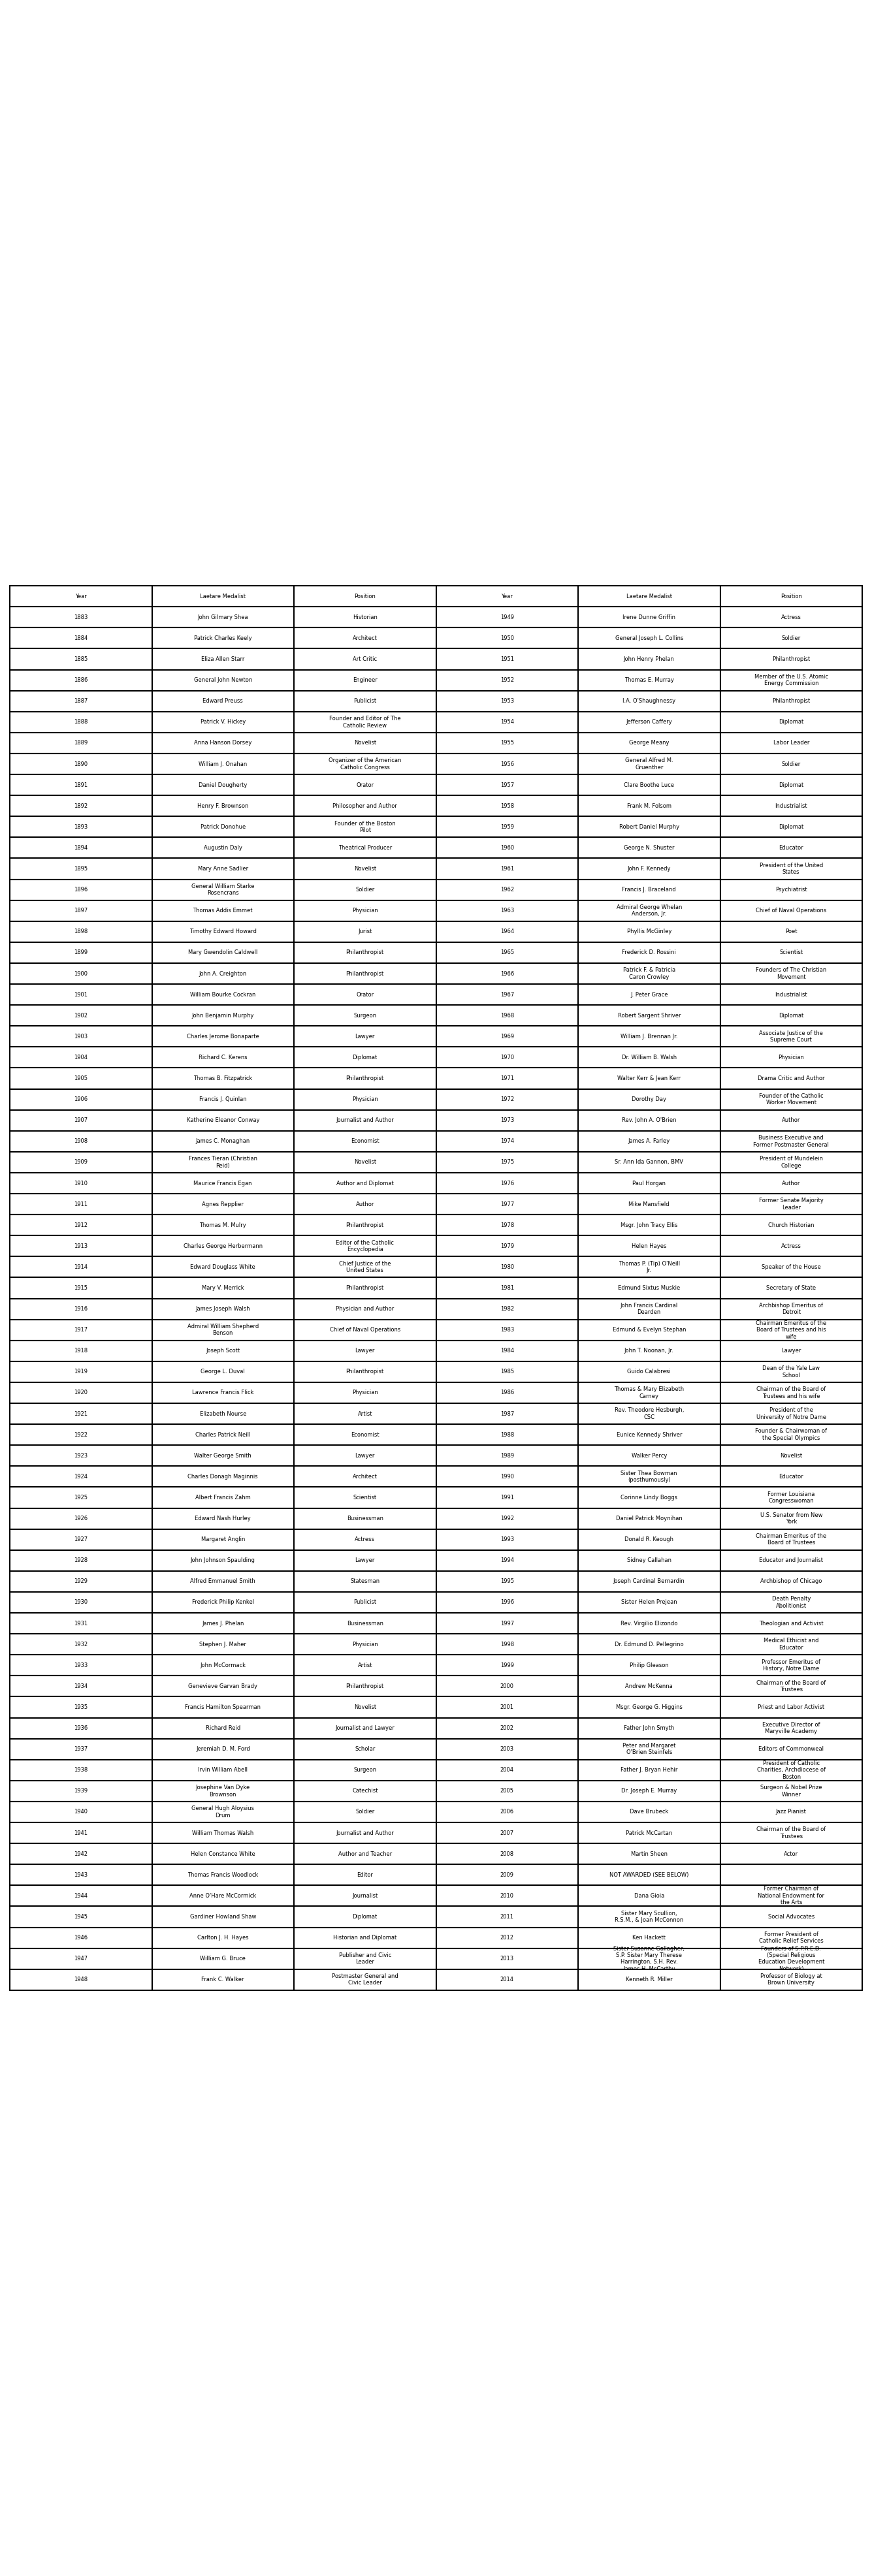 Year Laetare Medalist Position Year Laetare Medalist Position
1883 John Gilmary Shea Historian 1949 Irene Dunne Griffin Actress
1884 Patrick Charles Keely Architect 1950 General Joseph L. Collins Soldier
1885 Eliza Allen Starr Art Critic 1951 John Henry Phelan Philanthropist
1886 General John Newton Engineer 1952 Thomas E. Murray Member of the U.S. Atomic
Energy Commission
1887 Edward Preuss Publicist 1953 I.A. O'Shaughnessy Philanthropist
1888 Patrick V. Hickey Founder and Editor of The
Catholic Review 1954 Jefferson Caffery Diplomat
1889 Anna Hanson Dorsey Novelist 1955 George Meany Labor Leader
1890 William J. Onahan Organizer of the American
Catholic Congress 1956 General Alfred M.
Gruenther Soldier
1891 Daniel Dougherty Orator 1957 Clare Boothe Luce Diplomat
1892 Henry F. Brownson Philosopher and Author 1958 Frank M. Folsom Industrialist
1893 Patrick Donohue Founder of the Boston
Pilot 1959 Robert Daniel Murphy Diplomat
1894 Augustin Daly Theatrical Producer 1960 George N. Shuster Educator
1895 Mary Anne Sadlier Novelist 1961 John F. Kennedy President of the United
States
1896 General William Starke
Rosencrans Soldier 1962 Francis J. Braceland Psychiatrist
1897 Thomas Addis Emmet Physician 1963 Admiral George Whelan
Anderson, Jr. Chief of Naval Operations
1898 Timothy Edward Howard Jurist 1964 Phyllis McGinley Poet
1899 Mary Gwendolin Caldwell Philanthropist 1965 Frederick D. Rossini Scientist
1900 John A. Creighton Philanthropist 1966 Patrick F. & Patricia
Caron Crowley Founders of The Christian
Movement
1901 William Bourke Cockran Orator 1967 J. Peter Grace Industrialist
1902 John Benjamin Murphy Surgeon 1968 Robert Sargent Shriver Diplomat
1903 Charles Jerome Bonaparte Lawyer 1969 William J. Brennan Jr. Associate Justice of the
Supreme Court
1904 Richard C. Kerens Diplomat 1970 Dr. William B. Walsh Physician
1905 Thomas B. Fitzpatrick Philanthropist 1971 Walter Kerr & Jean Kerr Drama Critic and Author
1906 Francis J. Quinlan Physician 1972 Dorothy Day Founder of the Catholic
Worker Movement
1907 Katherine Eleanor Conway Journalist and Author 1973 Rev. John A. O'Brien Author
1908 James C. Monaghan Economist 1974 James A. Farley Business Executive and
Former Postmaster General
1909 Frances Tieran (Christian
Reid) Novelist 1975 Sr. Ann Ida Gannon, BMV President of Mundelein
College
1910 Maurice Francis Egan Author and Diplomat 1976 Paul Horgan Author
1911 Agnes Repplier Author 1977 Mike Mansfield Former Senate Majority
Leader
1912 Thomas M. Mulry Philanthropist 1978 Msgr. John Tracy Ellis Church Historian
1913 Charles George Herbermann Editor of the Catholic
Encyclopedia 1979 Helen Hayes Actress
1914 Edward Douglass White Chief Justice of the
United States 1980 Thomas P. (Tip) O'Neill
Jr. Speaker of the House
1915 Mary V. Merrick Philanthropist 1981 Edmund Sixtus Muskie Secretary of State
1916 James Joseph Walsh Physician and Author 1982 John Francis Cardinal
Dearden Archbishop Emeritus of
Detroit
1917 Admiral William Shepherd
Benson Chief of Naval Operations 1983 Edmund & Evelyn Stephan Chairman Emeritus of the
Board of Trustees and his
wife
1918 Joseph Scott Lawyer 1984 John T. Noonan, Jr. Lawyer
1919 George L. Duval Philanthropist 1985 Guido Calabresi Dean of the Yale Law
School
1920 Lawrence Francis Flick Physician 1986 Thomas & Mary Elizabeth
Carney Chairman of the Board of
Trustees and his wife
1921 Elizabeth Nourse Artist 1987 Rev. Theodore Hesburgh,
CSC President of the
University of Notre Dame
1922 Charles Patrick Neill Economist 1988 Eunice Kennedy Shriver Founder & Chairwoman of
the Special Olympics
1923 Walter George Smith Lawyer 1989 Walker Percy Novelist
1924 Charles Donagh Maginnis Architect 1990 Sister Thea Bowman
(posthumously) Educator
1925 Albert Francis Zahm Scientist 1991 Corinne Lindy Boggs Former Louisiana
Congresswoman
1926 Edward Nash Hurley Businessman 1992 Daniel Patrick Moynihan U.S. Senator from New
York
1927 Margaret Anglin Actress 1993 Donald R. Keough Chairman Emeritus of the
Board of Trustees
1928 John Johnson Spaulding Lawyer 1994 Sidney Callahan Educator and Journalist
1929 Alfred Emmanuel Smith Statesman 1995 Joseph Cardinal Bernardin Archbishop of Chicago
1930 Frederick Philip Kenkel Publicist 1996 Sister Helen Prejean Death Penalty
Abolitionist
1931 James J. Phelan Businessman 1997 Rev. Virgilio Elizondo Theologian and Activist
1932 Stephen J. Maher Physician 1998 Dr. Edmund D. Pellegrino Medical Ethicist and
Educator
1933 John McCormack Artist 1999 Philip Gleason Professor Emeritus of
History, Notre Dame
1934 Genevieve Garvan Brady Philanthropist 2000 Andrew McKenna Chairman of the Board of
Trustees
1935 Francis Hamilton Spearman Novelist 2001 Msgr. George G. Higgins Priest and Labor Activist
1936 Richard Reid Journalist and Lawyer 2002 Father John Smyth Executive Director of
Maryville Academy
1937 Jeremiah D. M. Ford Scholar 2003 Peter and Margaret
O'Brien Steinfels Editors of Commonweal
1938 Irvin William Abell Surgeon 2004 Father J. Bryan Hehir President of Catholic
Charities, Archdiocese of
Boston
1939 Josephine Van Dyke
Brownson Catechist 2005 Dr. Joseph E. Murray Surgeon & Nobel Prize
Winner
1940 General Hugh Aloysius
Drum Soldier 2006 Dave Brubeck Jazz Pianist
1941 William Thomas Walsh Journalist and Author 2007 Patrick McCartan Chairman of the Board of
Trustees
1942 Helen Constance White Author and Teacher 2008 Martin Sheen Actor
1943 Thomas Francis Woodlock Editor 2009 NOT AWARDED (SEE BELOW)
1944 Anne O'Hare McCormick Journalist 2010 Dana Gioia Former Chairman of
National Endowment for
the Arts
1945 Gardiner Howland Shaw Diplomat 2011 Sister Mary Scullion,
R.S.M., & Joan McConnon Social Advocates
1946 Carlton J. H. Hayes Historian and Diplomat 2012 Ken Hackett Former President of
Catholic Relief Services
1947 William G. Bruce Publisher and Civic
Leader 2013 Sister Susanne Gallagher,
S.P. Sister Mary Therese
Harrington, S.H. Rev.
James H. McCarthy Founders of S.P.R.E.D.
(Special Religious
Education Development
Network)
1948 Frank C. Walker Postmaster General and
Civic Leader 2014 Kenneth R. Miller Professor of Biology at
Brown University